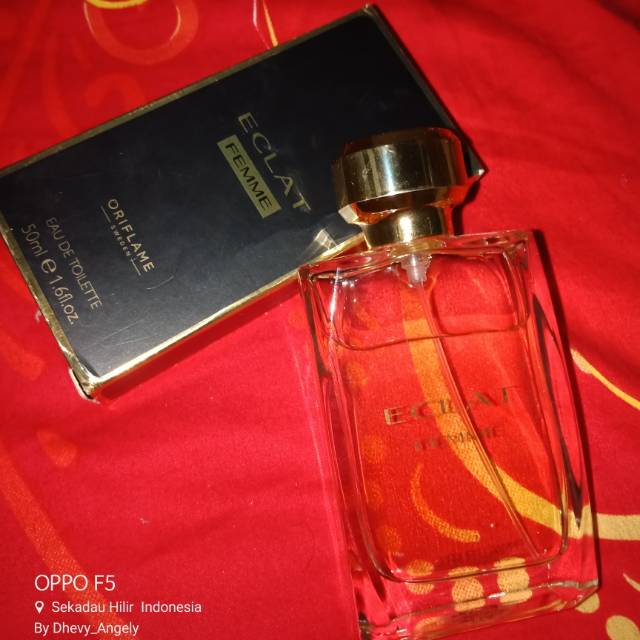 ECLAT
FEMME
ORIFLAME
SWEDEN
EAU DE TOILETTE
50ml e 1.6fl.oz.
ECLAT
FEMME
OPPO F5
Sekadau Hilir Indonesia
By Dhevy_Angely